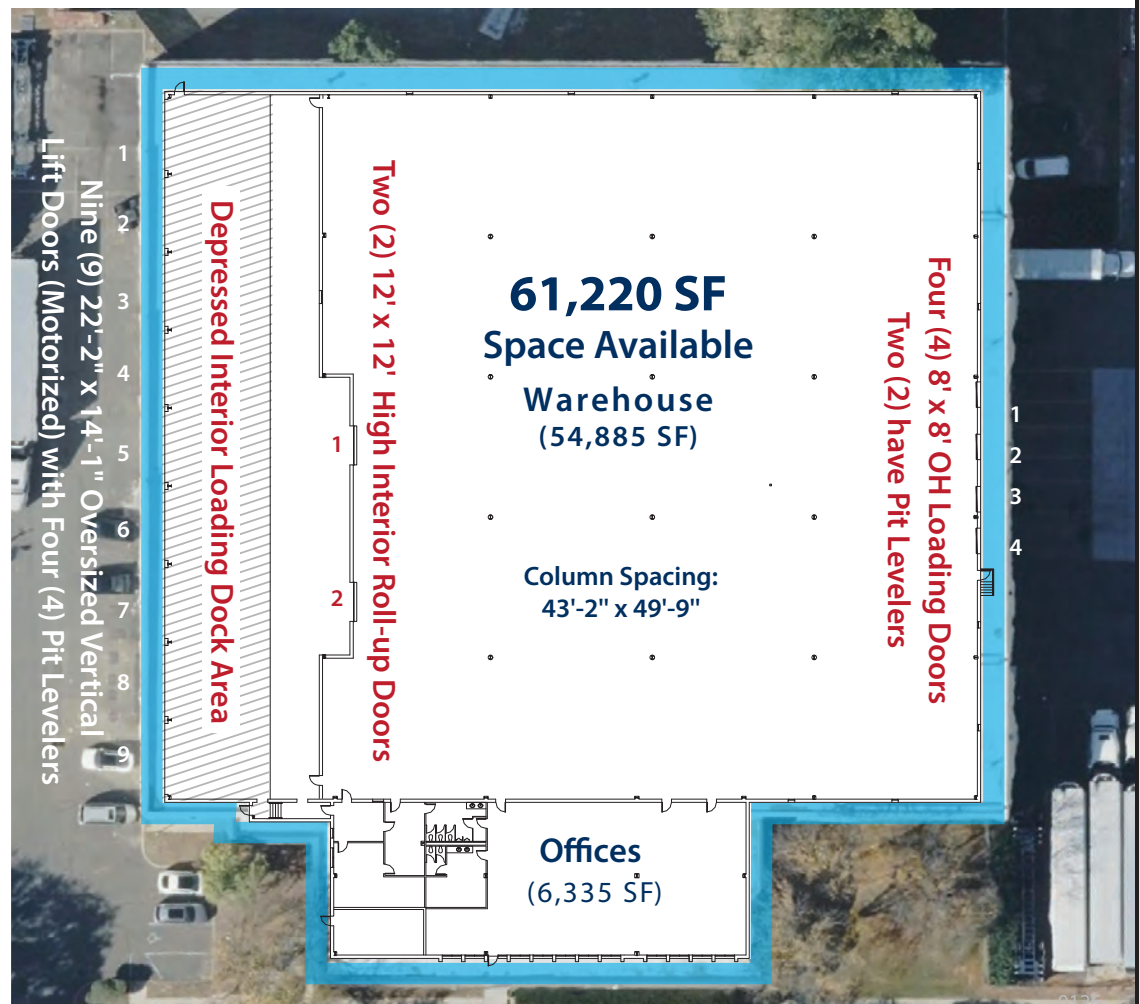 61,220 SF
Space Available
Warehouse
(54,885 SF)
Column Spacing:
43'-2" x 49'-9"
Offices
(6,335 SF)
Nine (9) 22'-2" x 14'-1" Oversized Vertical
Lift Doors (Motorized) with Four (4) Pit Levelers
1
2
3
4
5
6
7
8
9
Depressed Interior Loading Dock Area
Two (2) 12' x 12' High Interior Roll-up Doors
1
2
Four (4) 8' x 8' OH Loading Doors
Two (2) have Pit Levelers
1
2
3
4